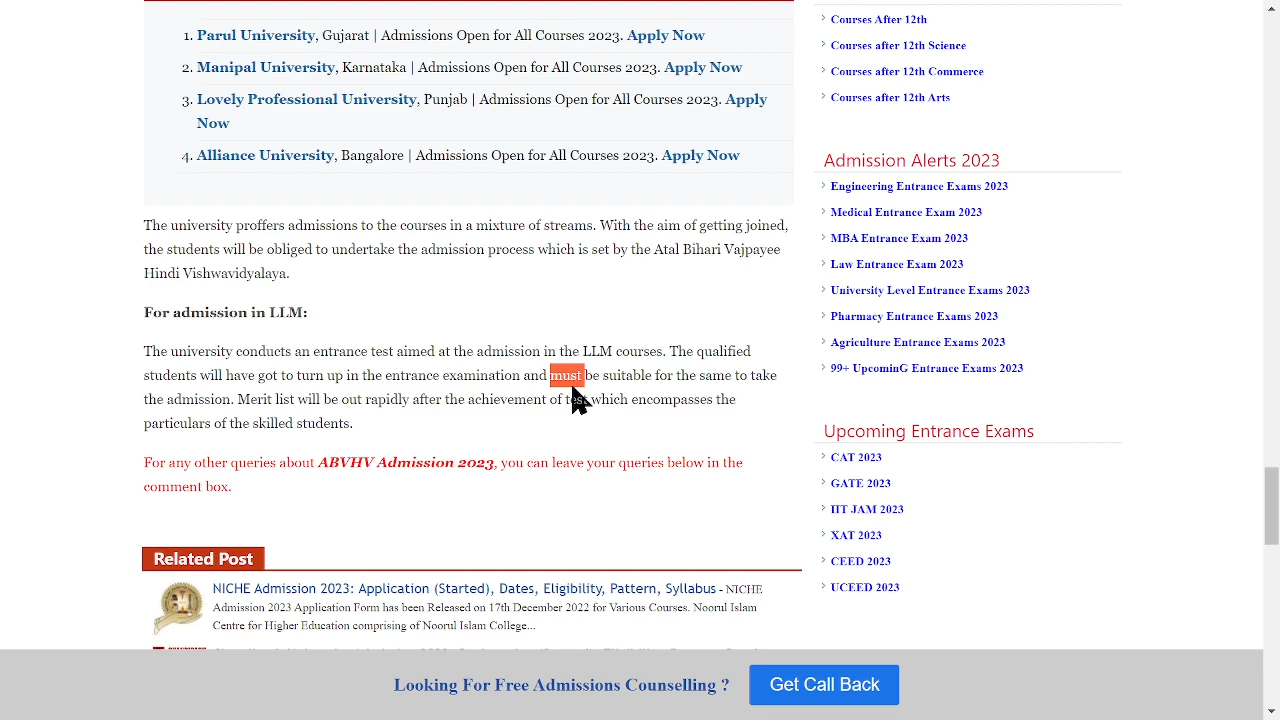 1. Parul University, Gujarat | Admissions Open for All Courses 2023. Apply Now
2. Manipal University, Karnataka | Admissions Open for All Courses 2023. Apply Now
3. Lovely Professional University, Punjab | Admissions Open for All Courses 2023. Apply
Now
4. Alliance University, Bangalore | Admissions Open for All Courses 2023. Apply Now
The university proffers admissions to the courses in a mixture of streams. With the aim of getting joined,
the students will be obliged to undertake the admission process which is set by the Atal Bihari Vajpayee
Hindi Vishwavidyalaya.
For admission in LLM:
The university conducts an entrance test aimed at the admission in the LLM courses. The qualified
students will have got to turn up in the entrance examination and must be suitable for the same to take
the admission. Merit list will be out rapidly after the achievement of test which encompasses the
particulars of the skilled students.
For any other queries about ABVHV Admission 2023, you can leave your queries below in the
comment box.
Related Post
NICHE Admission 2023: Application (Started), Dates, Eligibility, Pattern, Syllabus - NICHE
Admission 2023 Application Form has been Released on 17th December 2022 for Various Courses. Noorul Islam
Centre for Higher Education comprising of Noorul Islam College...
Courses After 12th
Courses after 12th Science
Courses after 12th Commerce
Courses after 12th Arts
Admission Alerts 2023
Engineering Entrance Exams 2023
Medical Entrance Exam 2023
MBA Entrance Exam 2023
Law Entrance Exam 2023
University Level Entrance Exams 2023
Pharmacy Entrance Exams 2023
Agriculture Entrance Exams 2023
99+ UpcominG Entrance Exams 2023
Upcoming Entrance Exams
CAT 2023
GATE 2023
IIT JAM 2023
XAT 2023
CEED 2023
UCEED 2023
Looking For Free Admissions Counselling ?
Get Call Back